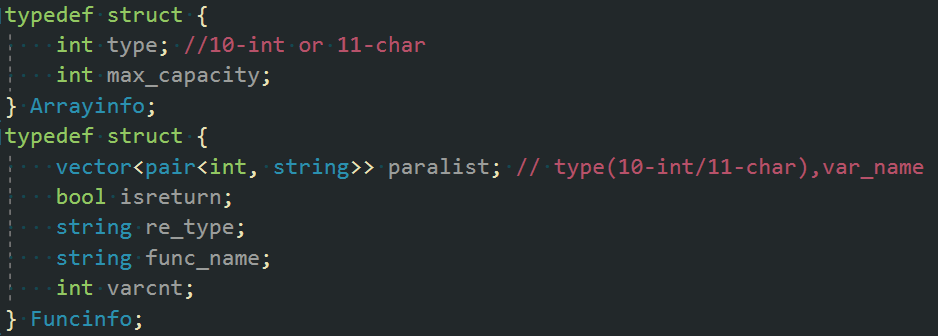 typedef struct {
    int type; //10-int or 11-char
    int max_capacity;
} Arrayinfo;
typedef struct {
    vector<pair<int, string>> paralist; // type(10-int/11-char),var_name
    bool isreturn;
    string re_type;
    string func_name;
    int varcnt;
} Funcinfo;